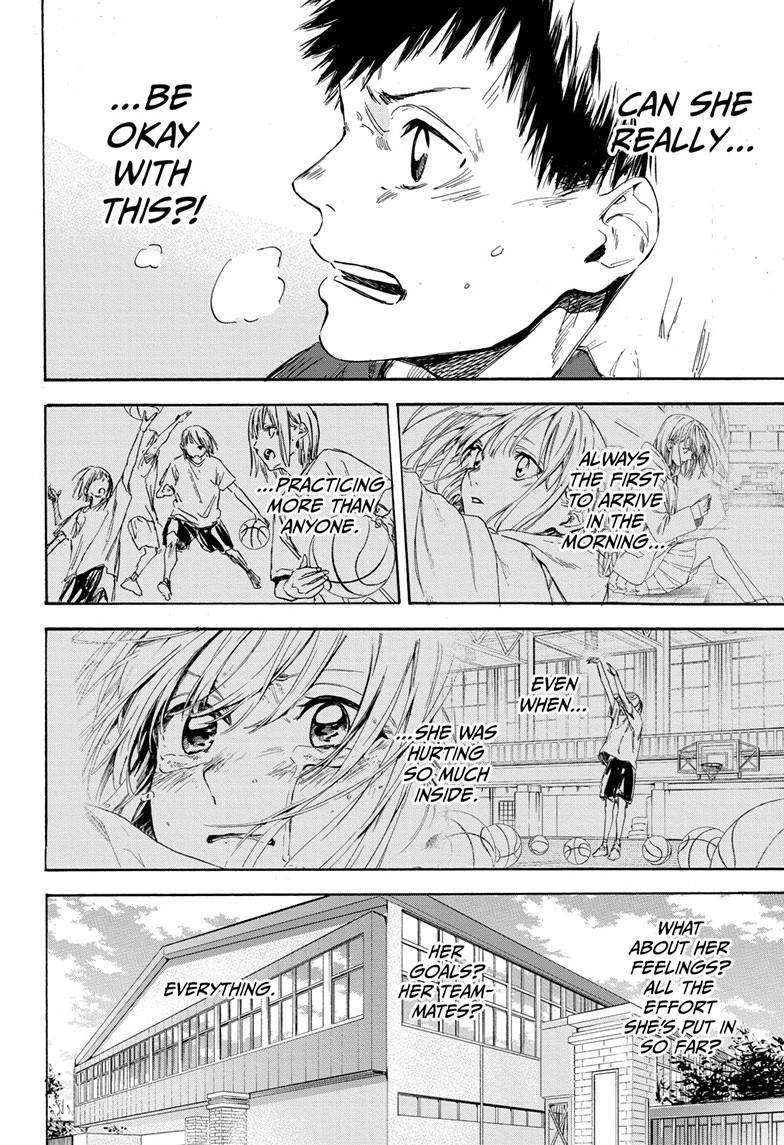 CAN SHE
REALLY...
...BE
OKAY
WITH
THIS?!
ALWAYS
THE FIRST
TO ARRIVE
IN THE
MORNING...
...PRACTICING
MORE THAN
ANYONE.
EVEN
WHEN...
...SHE WAS
HURTING
SO MUCH
INSIDE.
WHAT
ABOUT HER
FEELINGS?
ALL THE
EFFORT
SHE'S PUT IN
SO FAR?
HER
GOALS?
HER TEAM-
MATES?
EVERYTHING.